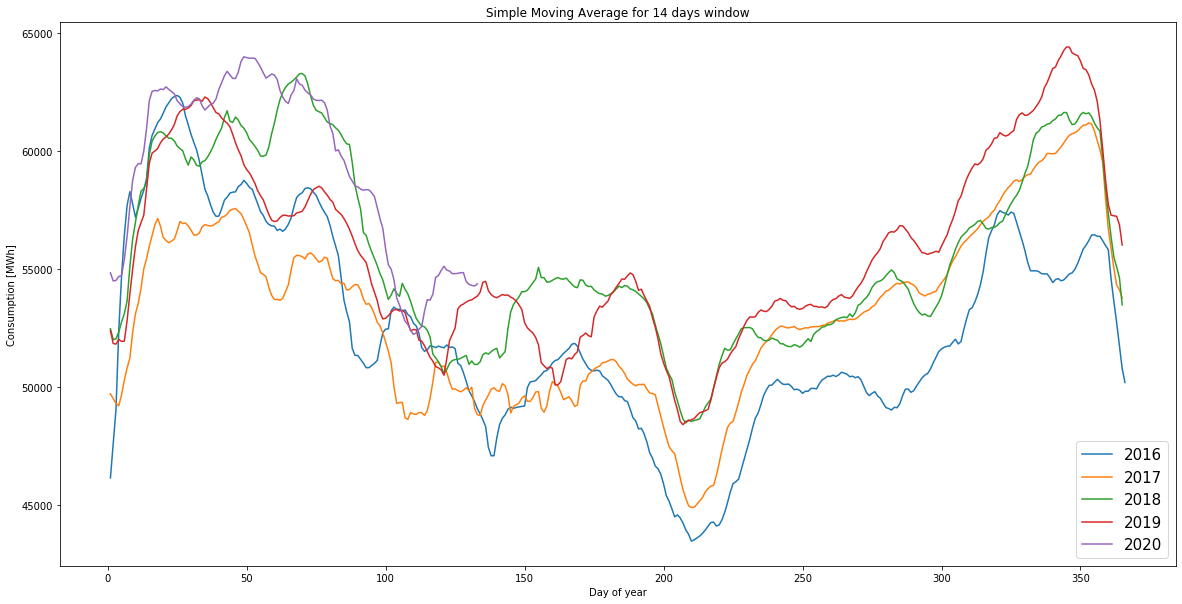 Simple Moving Average for 14 days window
65000
60000
55000
50000
45000
Consumption [MWh]
0 50 100 150 200 250 300 350
Day of year
2016
2017
2018
2019
2020